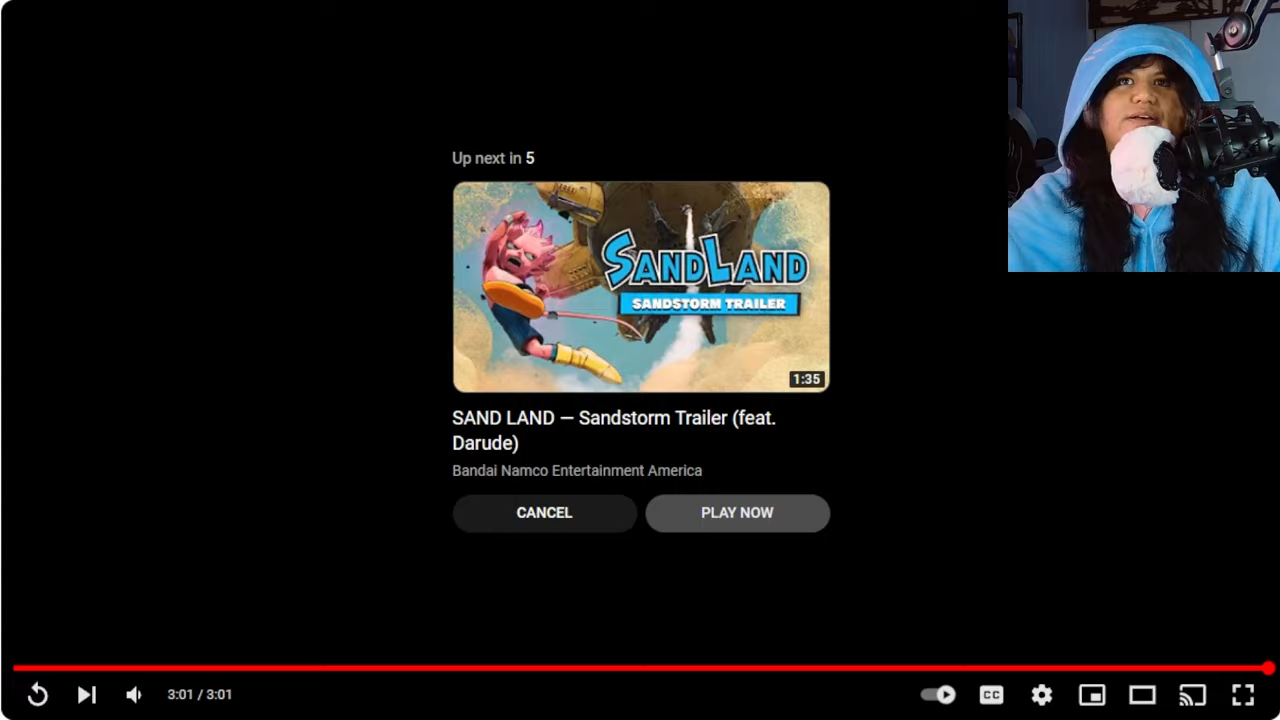 Up next in 5
SAND LAND
SANDSTORM TRAILER
1:35
SAND LAND — Sandstorm Trailer (feat.
Darude)
Bandai Namco Entertainment America
CANCEL
PLAY NOW
3:01 / 3:01
CC